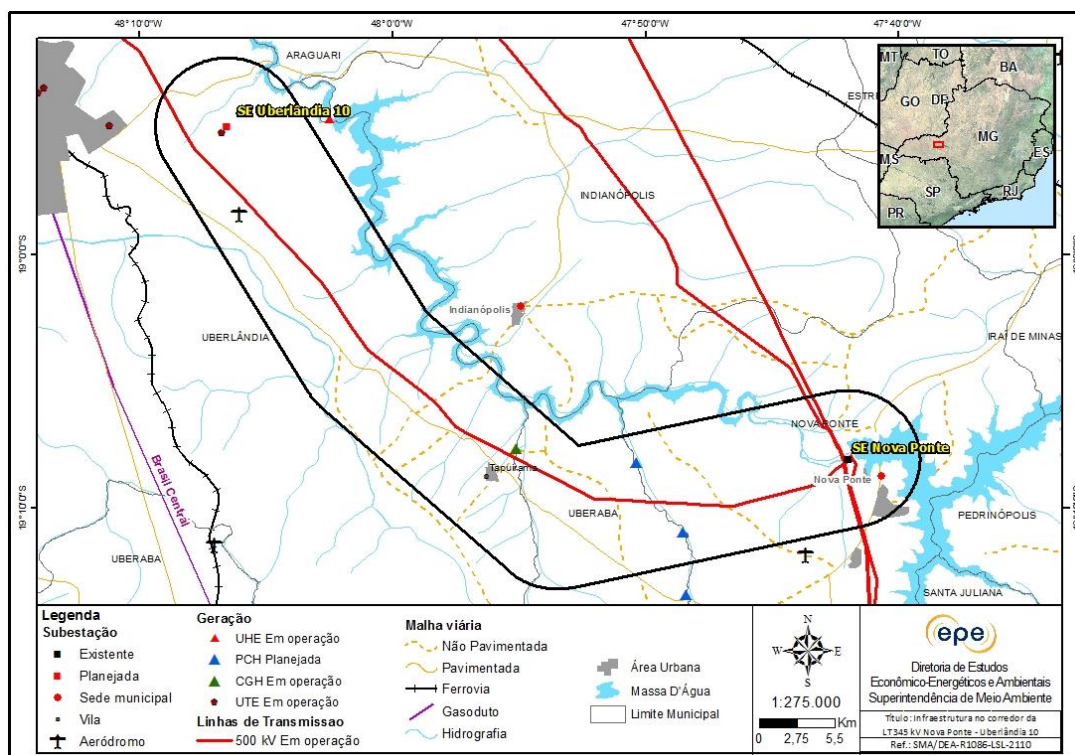 48°10'0"W
48°0'0"W
47°50'0"W
47°40'0"W
ARAGUARI
SE Uberlândia 10
ESTR
MT
TO
BA
GO
DF
MG
MS
ES
SP
RJ
PR
INDIANÓPOLIS
19°0'0"S
Indianópolis
UBERLÂNDIA
IRAÍ DE MINAS
NOVA PONTE
SE Nova Ponte
Tapuirama
Nova Ponte
Brasil Central
19°10'0"S
UBERABA
PEDRINÓPOLIS
UBERABA
SANTA JULIANA
Legenda
Subestação
Existente
Planejada
Sede municipal
Vila
Aeródromo
Geração
UHE Em operação
PCH Planejada
CGH Em operação
UTE Em operação
Linhas de Transmissao
500 kV Em operação
Malha viária
Não Pavimentada
Pavimentada
Ferrovia
Gasoduto
Hidrografia
Área Urbana
Massa D'Água
Limite Municipal
N
W
E
S
1:275.000
Km
0 2,75 5,5
epe
Diretoria de Estudos
Econômico-Energéticos e Ambientais
Superintendência de Meio Ambiente
Título: Infraestrutura no corredor da
LT345 kV Nova Ponte - Uberlândia 10
Ref.: SMA/DEA-R1086-LSL-2110